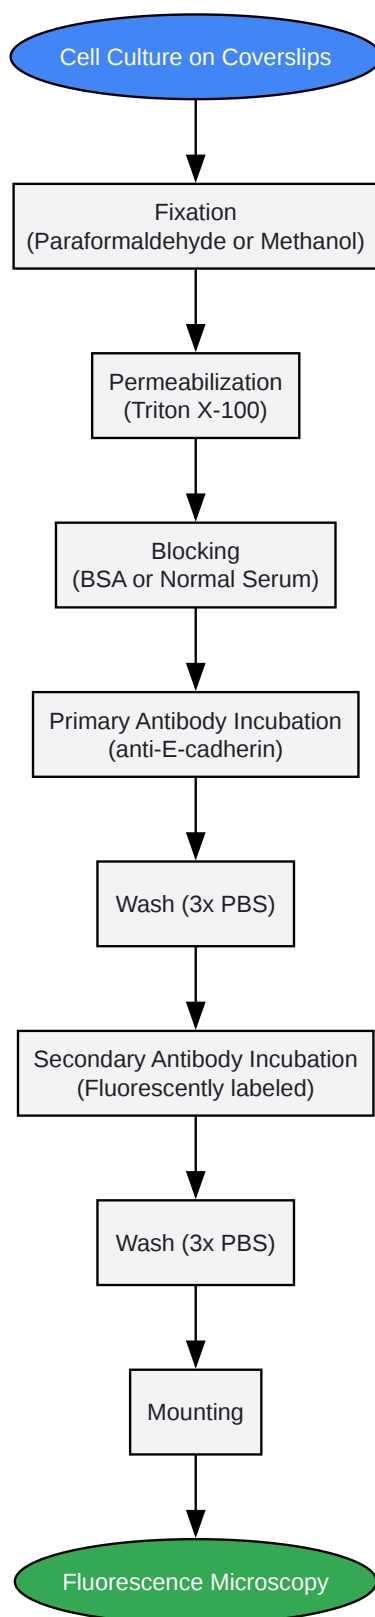 Cell Culture on Coverslips
Fixation
(Paraformaldehyde or Methanol)
Permeabilization
(Triton X-100)
Blocking
(BSA or Normal Serum)
Primary Antibody Incubation
(anti-E-cadherin)
Wash (3x PBS)
Secondary Antibody Incubation
(Fluorescently labeled)
Wash (3x PBS)
Mounting
Fluorescence Microscopy